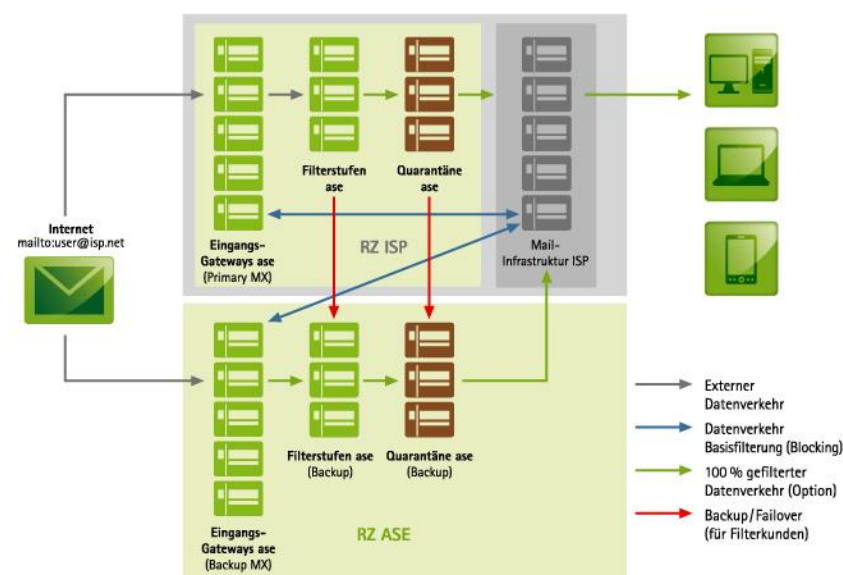 Internet
mailto:user@isp.net
Filterstufen
ase
Quarantäne
ase
Eingangs-
Gateways ase
(Primary MX)
RZ ISP
Mail-
Infrastruktur ISP
Filterstufen ase
(Backup)
Quarantäne ase
(Backup)
Eingangs-
Gateways ase
(Backup MX)
RZ ASE
Externer
Datenverkehr
Datenverkehr
Basisfilterung (Blocking)
100 % gefilterter
Datenverkehr (Option)
Backup/Failover
(für Filterkunden)